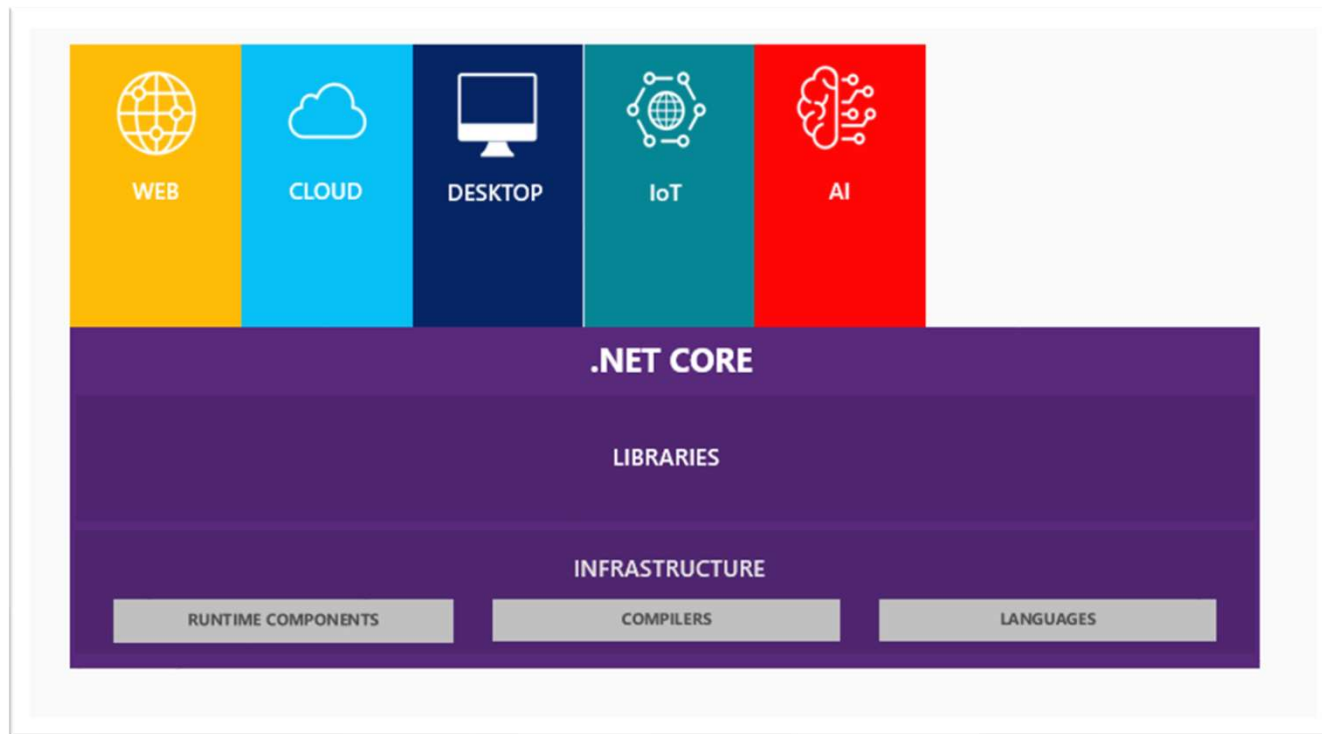 WEB
CLOUD
DESKTOP
IoT
AI
.NET CORE
LIBRARIES
INFRASTRUCTURE
RUNTIME COMPONENTS
COMPILERS
LANGUAGES